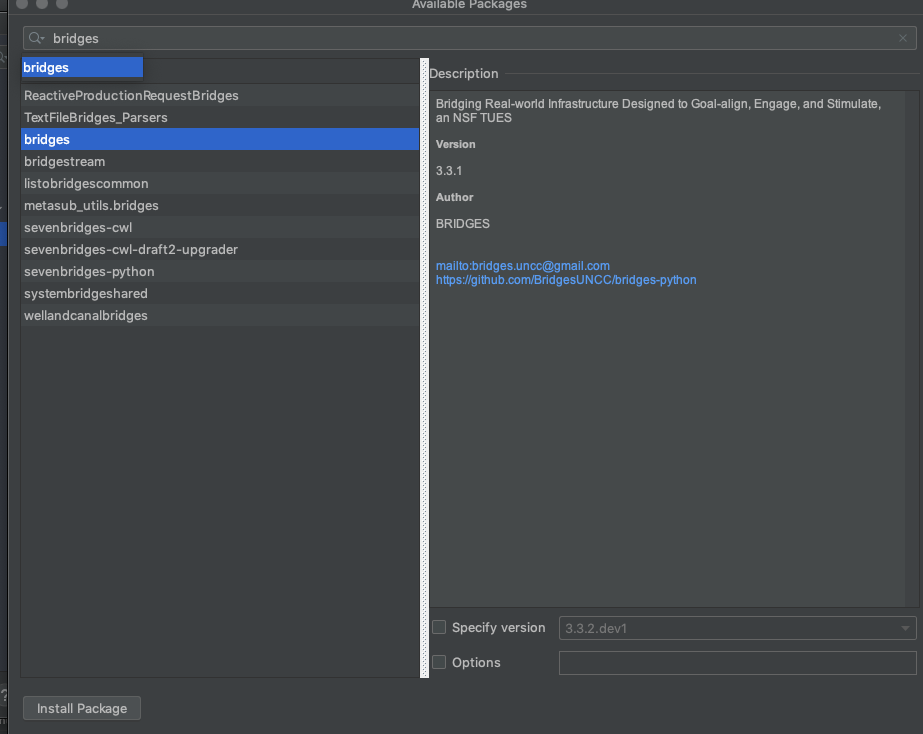 Available Packages
bridges
bridges
ReactiveProductionRequestBridges
TextFileBridges_Parsers
bridges
bridgestream
listobridgescommon
metasub_utils.bridges
sevenbridges-cwl
sevenbridges-cwl-draft2-upgrader
sevenbridges-python
systembridgeshared
wellandcanalbridges
Description
Bridging Real-world Infrastructure Designed to Goal-align, Engage, and Stimulate,
an NSF TUES
Version
3.3.1
Author
BRIDGES
mailto:bridges.uncc@gmail.com
https://github.com/BridgesUNCC/bridges-python
Specify version
3.3.2.dev1
Options
Install Package
?